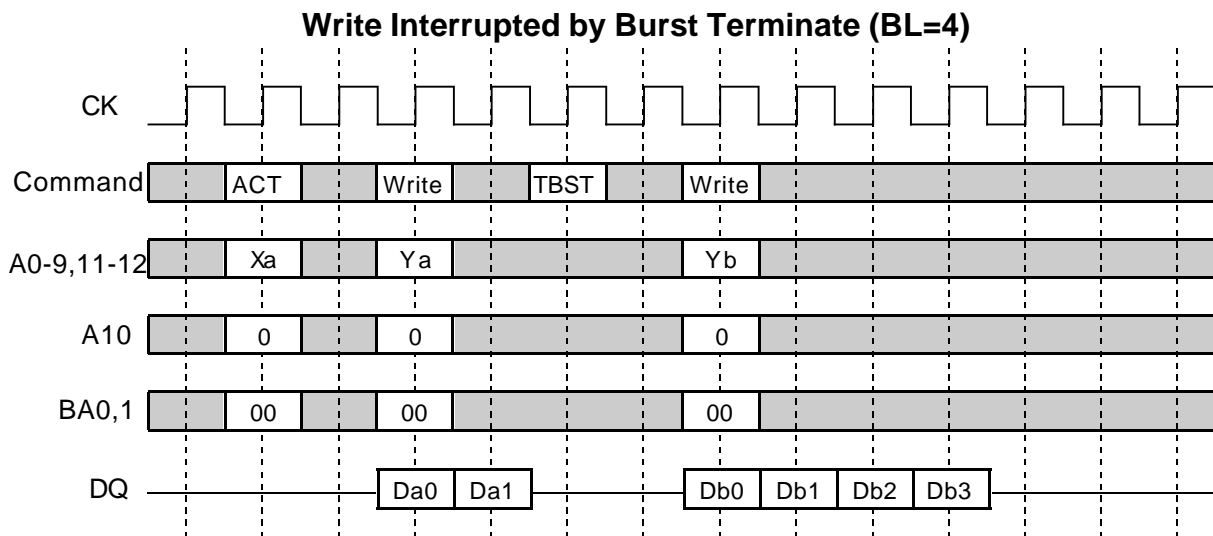 Write Interrupted by Burst Terminate (BL=4)
CK
Command ACT Write TBST Write
A0-9,11-12 Xa Ya Yb
A10 0 0 0
BA0,1 00 00 00
DQ Da0 Da1 Db0 Db1 Db2 Db3